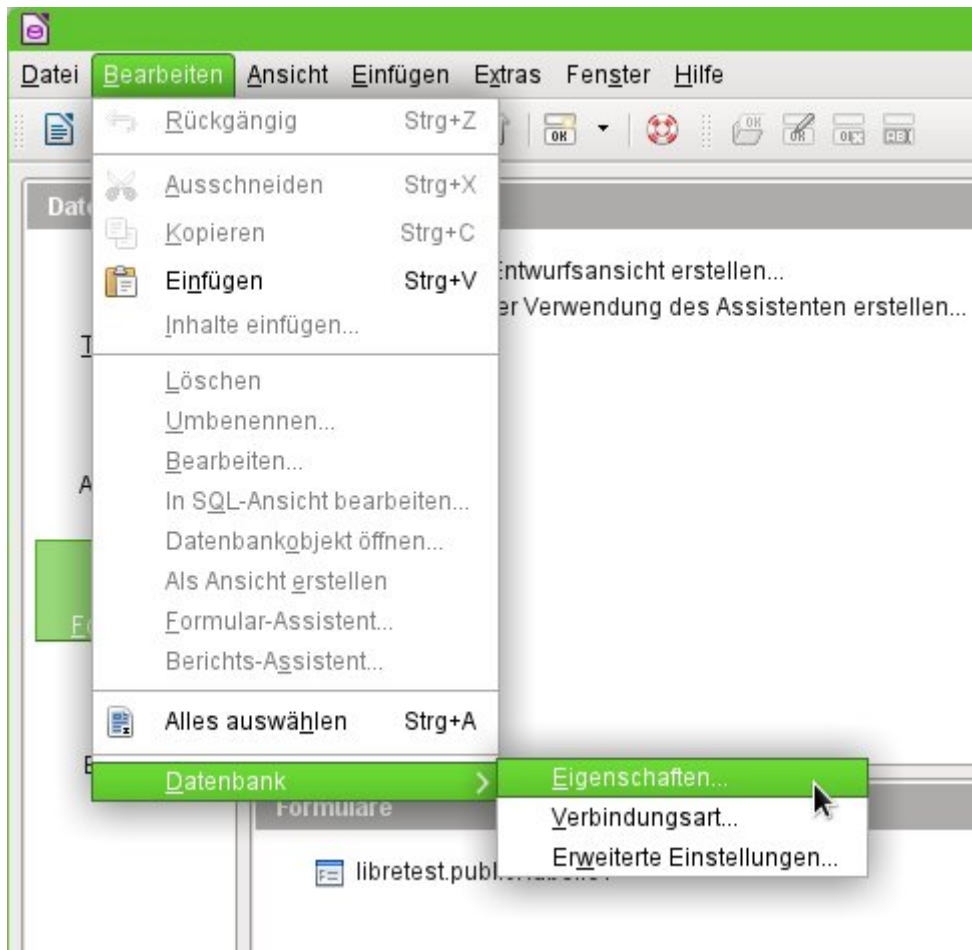 Datei Bearbeiten Ansicht Einfügen Extras Fenster Hilfe
Rückgängig Strg+Z
Ausschneiden Strg+X
Kopieren Strg+C
Einfügen Strg+V
Inhalte einfügen...
Löschen
Umbenennen...
Bearbeiten...
In SQL-Ansicht bearbeiten...
Datenbankobjekt öffnen...
Als Ansicht erstellen
Formular-Assistent...
Berichts-Assistent...
Alles auswählen Strg+A
Datenbank
Eigenschaften...
Verbindungsart...
Erweiterte Einstellungen...
Entwurfsansicht erstellen...
er Verwendung des Assistenten erstellen...
Formulare
libretest.public